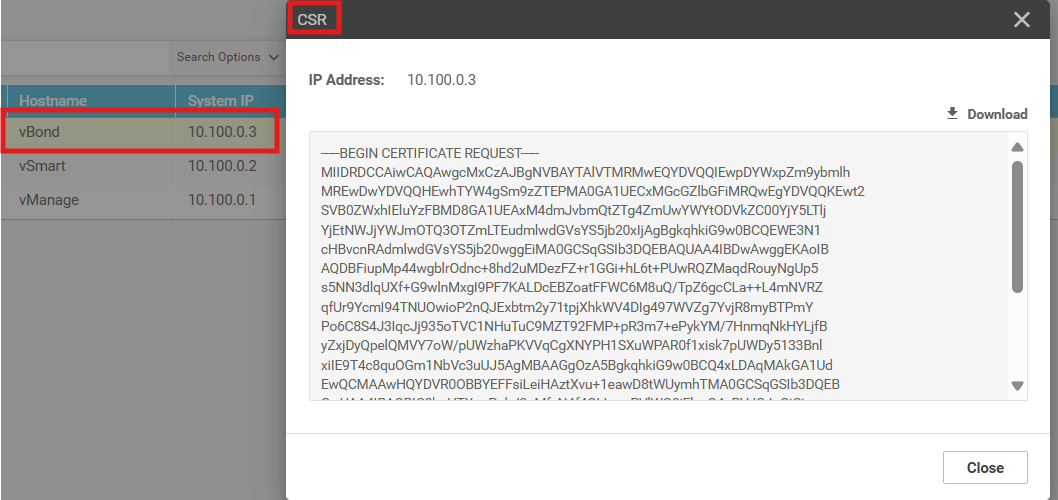 CSR
IP Address: 10.100.0.3
Search Options
Download
Hostname System IP
vBond 10.100.0.3
vSmart 10.100.0.2
vManage 10.100.0.1
-----BEGIN CERTIFICATE REQUEST-----
MIIDRDCCAiwCAQAwgcMxCzAJBgNVBAYTAlVTMRMwEQYDVQQIEwpDYWxpZm9ybmlh
MREwDwYDVQQHEwhTYW4gSm9zZTEPMA0GA1UECxMGcGZlbGFiMRQwEgYDVQQKEwt2
SVB0ZWxhIEluYzFBMD8GA1UEAxM4dmJvbmQtZTg4ZmUwYWYtODVkZC00YjY5LTlj
YjEtNWJjYWJmOTQ3OTZmLTEudmlwdGVsYS5jb20xIjAgBgkqhkiG9w0BCQEWE3N1
cHBvcnRAdmlwdGVsYS5jb20wggEiMA0GCSqGSIb3DQEBAQUAA4IBDwAwggEKAoIB
AQDBFiupMp44wgblrOdnc+8hd2uMDezFZ+r1GGi+hL6t+PUwRQZMaqdRouyNgUp5
s5NN3dlqUXf+G9wlnMxgI9PF7KALDcEBZoatFFWC6M8uQ/TpZ6gcCLa++L4mNVRZ
qfUr9YcmI94TNUOwioP2nQJExbtm2y71tpjXhkWV4DIg497WVZg7YvjR8myBTPmY
Po6C8S4J3IqcJj935oTVC1NHuTuC9MZT92FMP+pR3m7+ePykYM/7HnmqNkHYLjfB
yZxjDyQpelQMVY7oW/pUWzhaPKVVqCgXNYPH1SXuWPAR0f1xisk7pUWDy5133Bnl
xiIE9T4c8quOGm1NbVc3uUJ5AgMBAAGgOzA5BgkqhkiG9w0BCQ4xLDAqMAkGA1Ud
EwQCMAAwHQYDVR0OBBYEFFsiLeiHAztXvu+1eawD8tWUymhTMA0GCSqGSIb3DQEB
Close